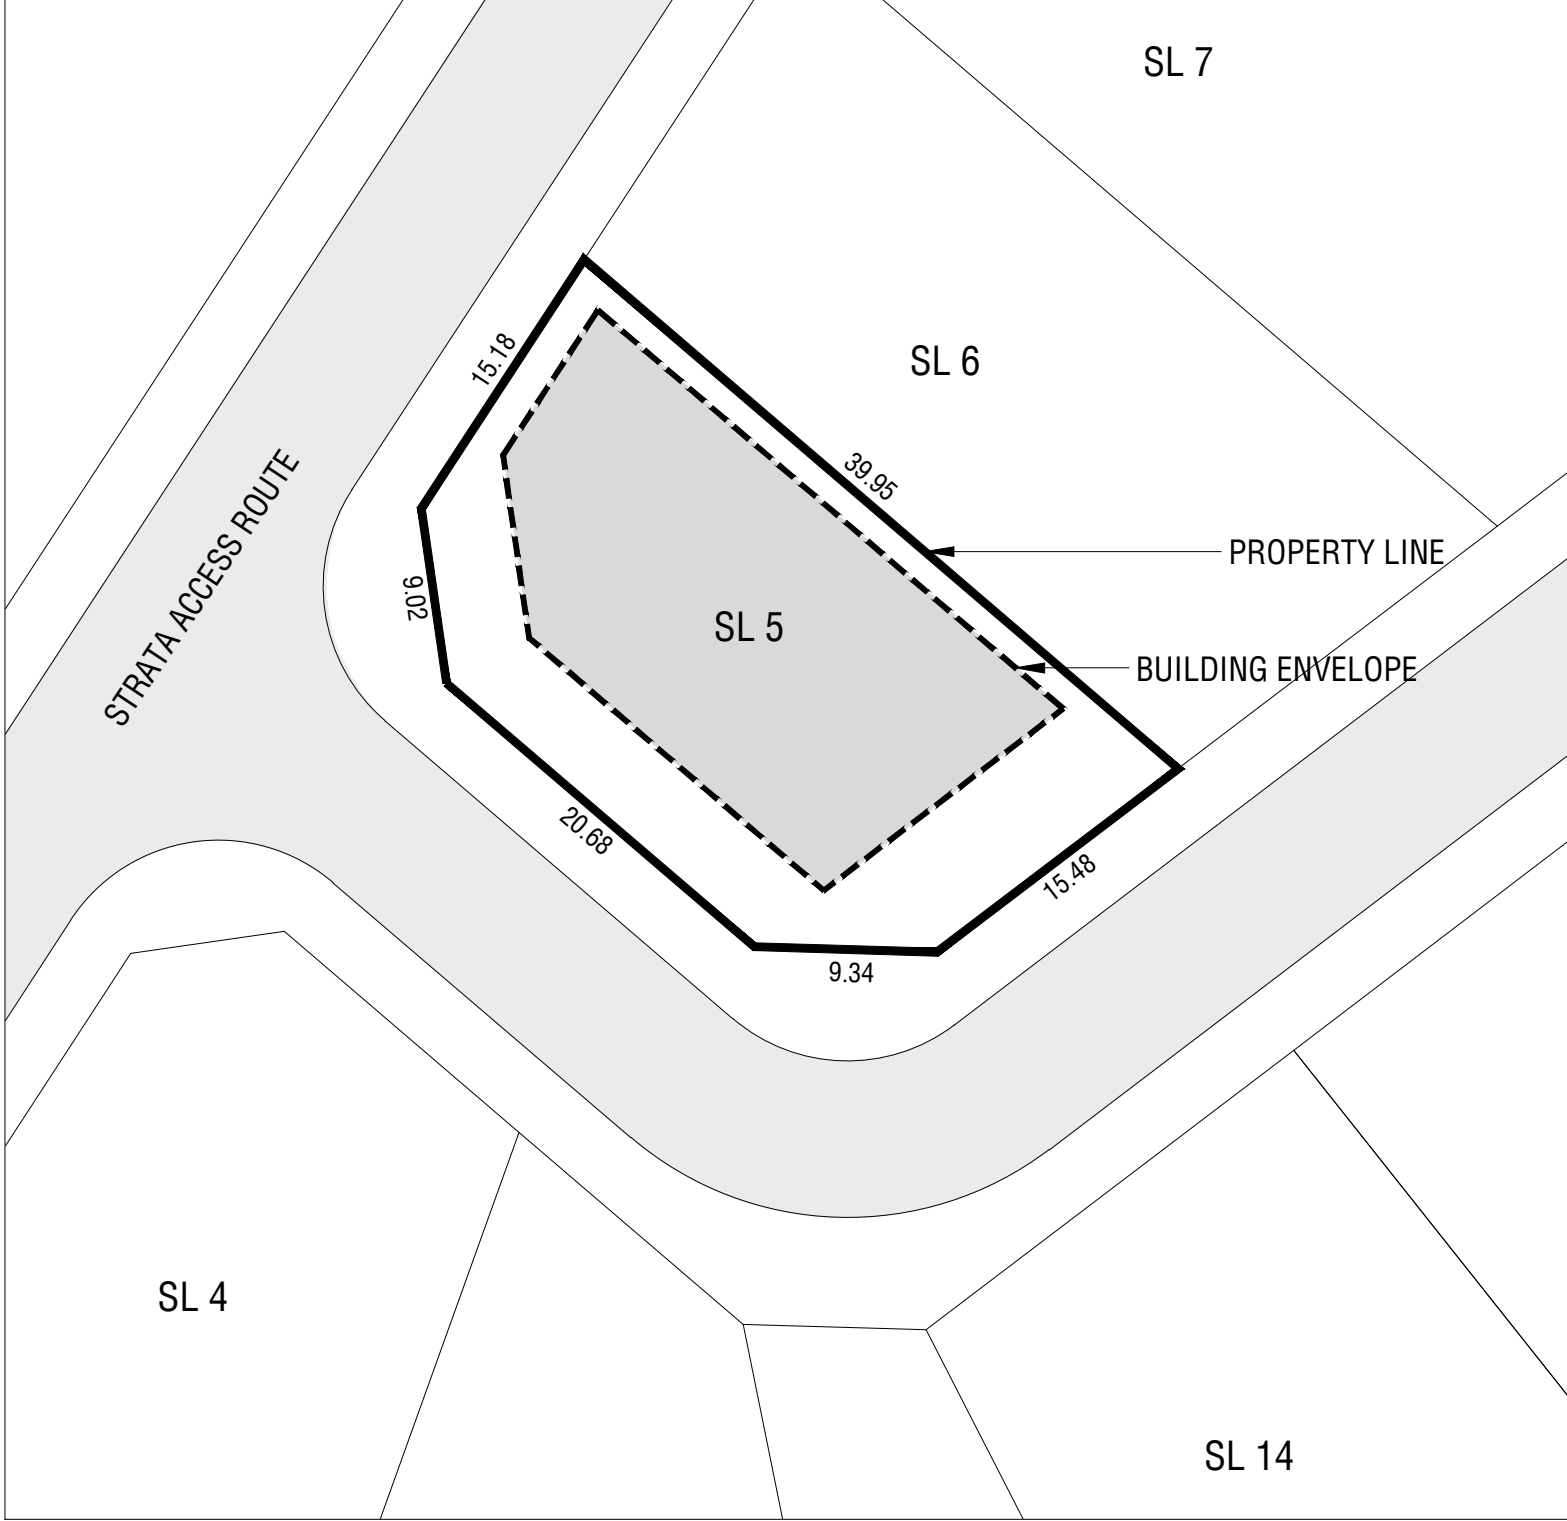 SL 7
SL 6
15.18
39.95
STRATA ACCESS ROUTE
PROPERTY LINE
9.02
SL 5
BUILDING ENVELOPE
20.68
15.48
9.34
SL 4
SL 14